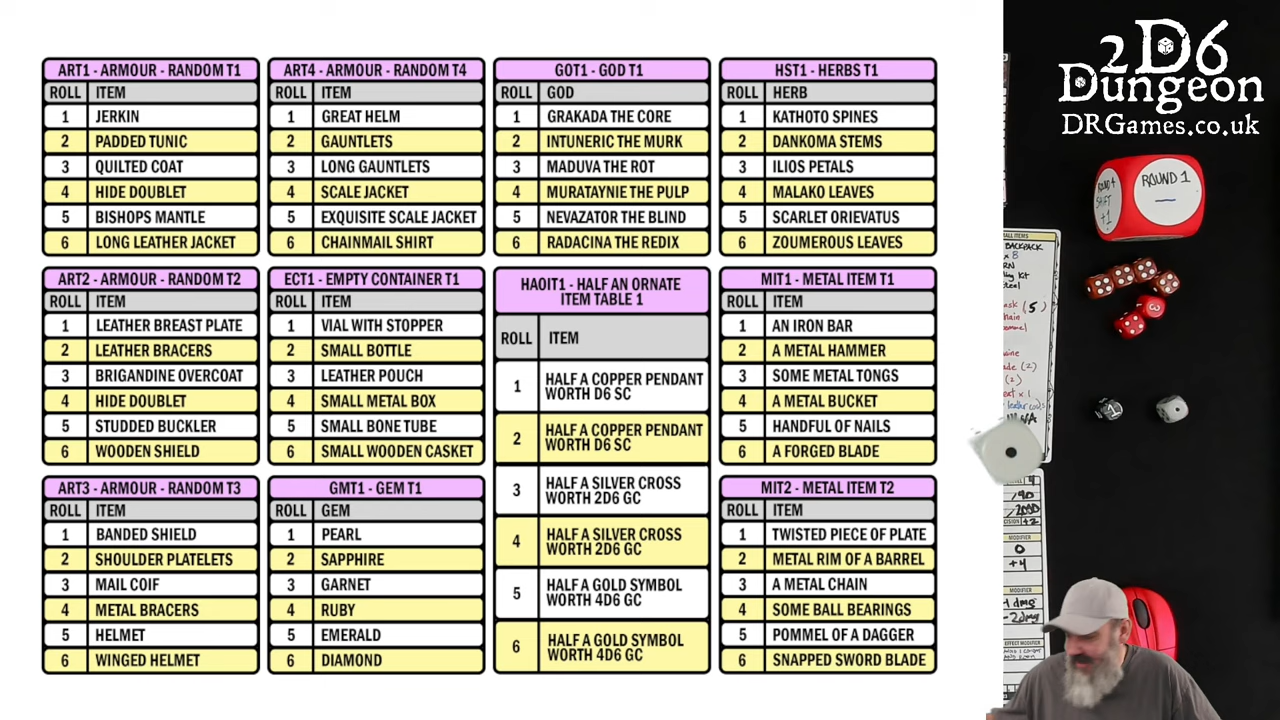 ART1 - ARMOUR - RANDOM T1
ROLL ITEM
1 JERKIN
2 PADDED TUNIC
3 QUILTED COAT
4 HIDE DOUBLET
5 BISHOPS MANTLE
6 LONG LEATHER JACKET
ART2 - ARMOUR - RANDOM T2
ROLL ITEM
1 LEATHER BREAST PLATE
2 LEATHER BRACERS
3 BRIGANDINE OVERCOAT
4 HIDE DOUBLET
5 STUDDED BUCKLER
6 WOODEN SHIELD
ART3 - ARMOUR - RANDOM T3
ROLL ITEM
1 BANDED SHIELD
2 SHOULDER PLATELETS
3 MAIL COIF
4 METAL BRACERS
5 HELMET
6 WINGED HELMET
ART4 - ARMOUR - RANDOM T4
ROLL ITEM
1 GREAT HELM
2 GAUNTLETS
3 LONG GAUNTLETS
4 SCALE JACKET
5 EXQUISITE SCALE JACKET
6 CHAINMAIL SHIRT
ECT1 - EMPTY CONTAINER T1
ROLL ITEM
1 VIAL WITH STOPPER
2 SMALL BOTTLE
3 LEATHER POUCH
4 SMALL METAL BOX
5 SMALL BONE TUBE
6 SMALL WOODEN CASKET
GMT1 - GEM T1
ROLL GEM
1 PEARL
2 SAPPHIRE
3 GARNET
4 RUBY
5 EMERALD
6 DIAMOND
GOT1 - GOD T1
ROLL GOD
1 GRAKADA THE CORE
2 INTUNERIC THE MURK
3 MADUVA THE ROT
4 MURATAYNIE THE PULP
5 NEVAZATOR THE BLIND
6 RADACINA THE REDIX
HAOIT1 - HALF AN ORNATE
ITEM TABLE 1
ROLL ITEM
1 HALF A COPPER PENDANT
WORTH D6 SC
2 HALF A COPPER PENDANT
WORTH D6 SC
3 HALF A SILVER CROSS
WORTH 2D6 GC
4 HALF A SILVER CROSS
WORTH 2D6 GC
5 HALF A GOLD SYMBOL
WORTH 4D6 GC
6 HALF A GOLD SYMBOL
WORTH 4D6 GC
HST1 - HERBS T1
ROLL HERB
1 KATHOTO SPINES
2 DANKOMA STEMS
3 ILIOS PETALS
4 MALAKO LEAVES
5 SCARLET ORIEVATUS
6 ZOUMEROUS LEAVES
MIT1 - METAL ITEM T1
ROLL ITEM
1 AN IRON BAR
2 A METAL HAMMER
3 SOME METAL TONGS
4 A METAL BUCKET
5 HANDFUL OF NAILS
6 A FORGED BLADE
MIT2 - METAL ITEM T2
ROLL ITEM
1 TWISTED PIECE OF PLATE
2 METAL RIM OF A BARREL
3 A METAL CHAIN
4 SOME BALL BEARINGS
5 POMMEL OF A DAGGER
6 SNAPPED SWORD BLADE
2D6
Dungeon
DRGames.co.uk
ROUND 4
SHIFT
+1
ROUND 1
BACKPACK
(5)
MODIFIER
0
+4
MODIFIER